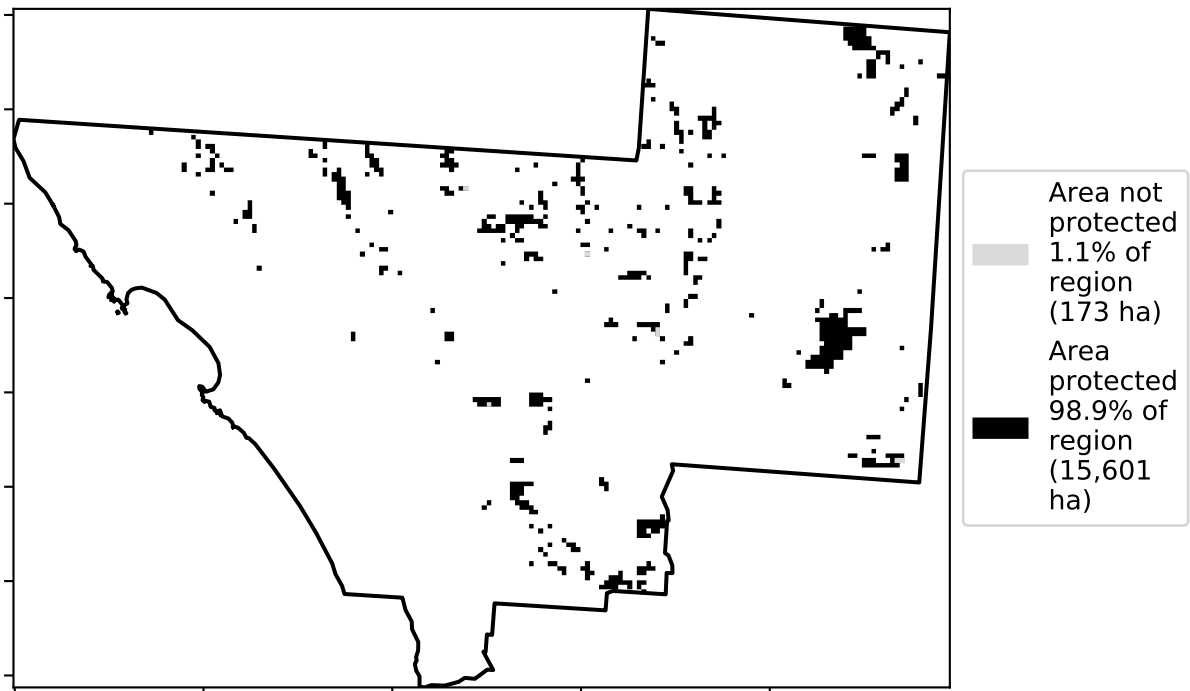 Area not
protected
1.1% of
region
(173 ha)
Area
protected
98.9% of
region
(15,601
ha)